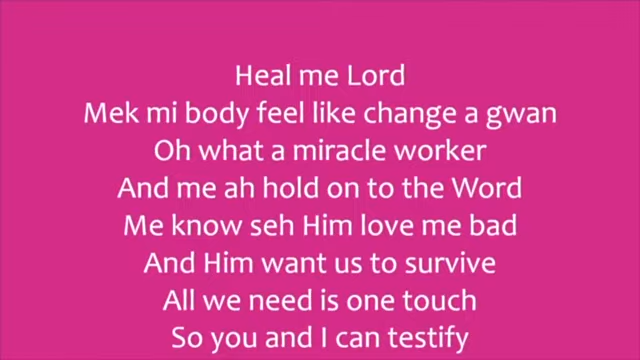 Heal me Lord
Mek mi body feel like change a gwan
Oh what a miracle worker
And me ah hold on to the Word
Me know seh Him love me bad
And Him want us to survive
All we need is one touch
So you and I can testify